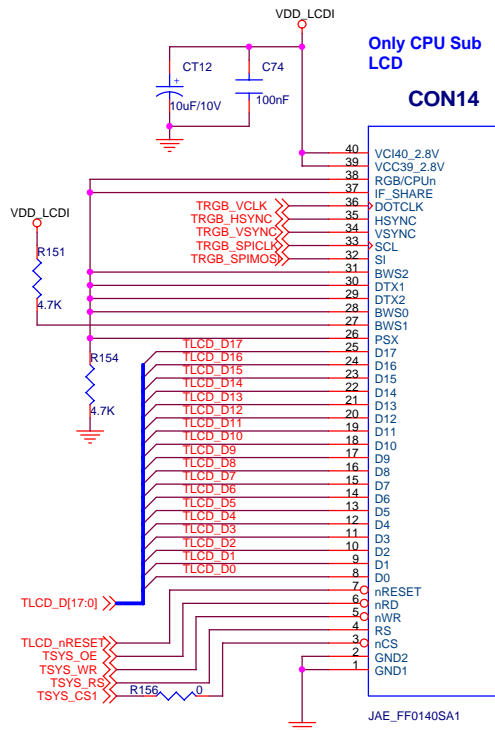 VDD_LCDI
Only CPU Sub
LCD
CT12
C74
10uF/10V
100nF
CON14
40 VCI40_2.8V
39 VCC39_2.8V
38 RGB/CPUn
37 IF_SHARE
TRGB_VCLK 36 DOTCLK
TRGB_HSYNC 35 HSYNC
TRGB_VSYNC 34 VSYNC
TRGB_SPICLK 33 SCL
TRGB_SPIMOSI 32 SI
VDD_LCDI
R151
4.7K
31 BWS2
30 DTX1
29 DTX2
28 BWS0
27 BWS1
26 PSX
R154
4.7K
TLCD_D17 25 D17
TLCD_D16 24 D16
TLCD_D15 23 D15
TLCD_D14 22 D14
TLCD_D13 21 D13
TLCD_D12 20 D12
TLCD_D11 19 D11
TLCD_D10 18 D10
TLCD_D9 17 D9
TLCD_D8 16 D8
TLCD_D7 15 D7
TLCD_D6 14 D6
TLCD_D5 13 D5
TLCD_D4 12 D4
TLCD_D3 11 D3
TLCD_D2 10 D2
TLCD_D1 9 D1
TLCD_D0 8 D0
TLCD_D[17:0]
TLCD_nRESET 7 nRESET
TSYS_OE 6 nRD
TSYS_WR 5 nWR
TSYS_RS 4 RS
TSYS_CS1 R156 0 3 nCS
2 GND2
1 GND1
JAE_FF0140SA1